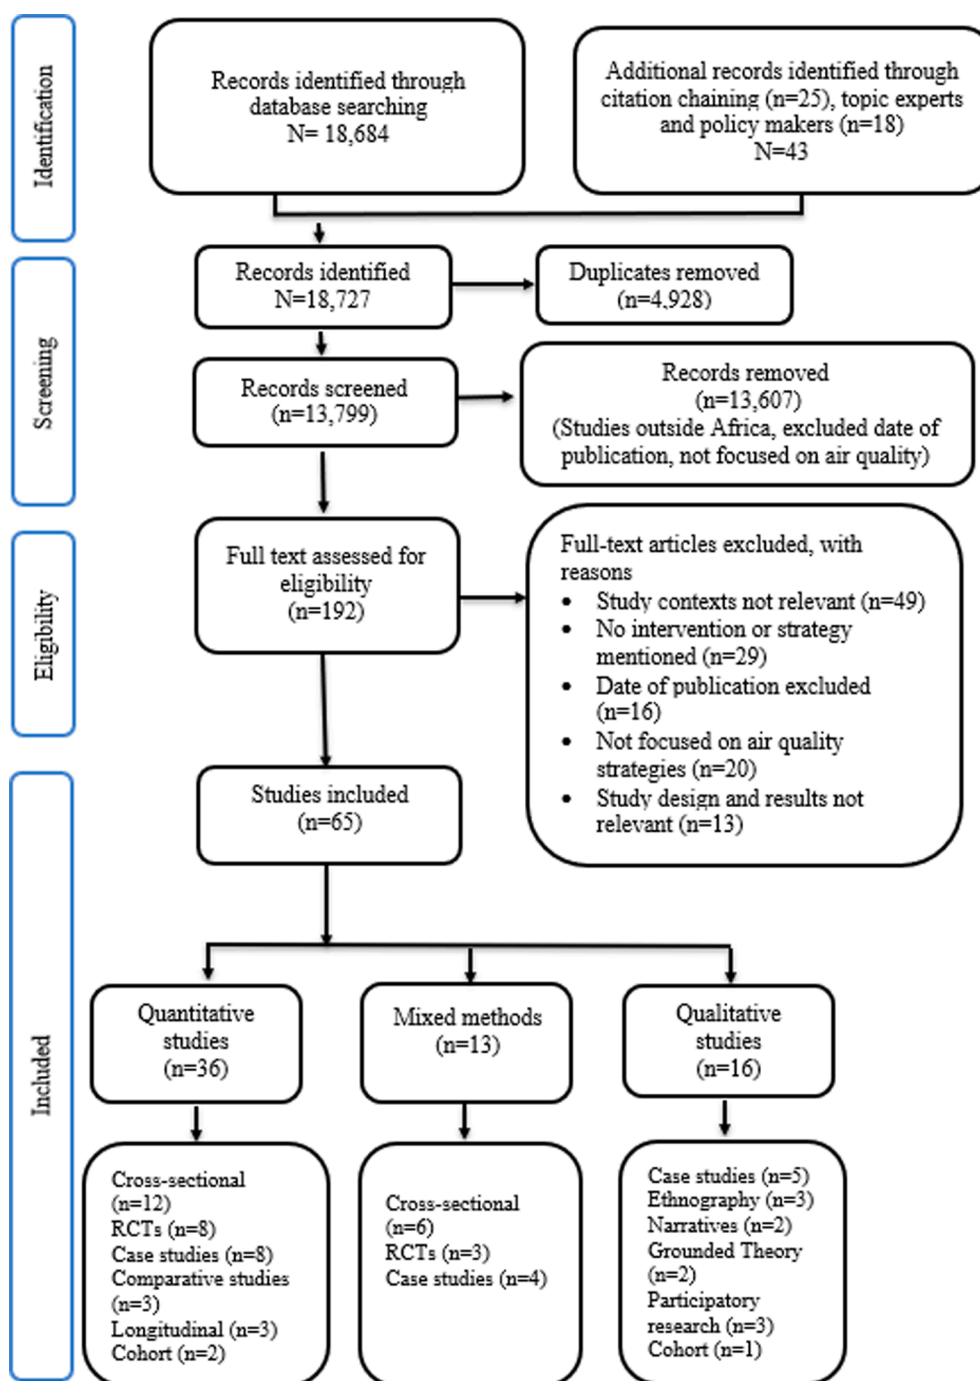 Identification
Records identified through
database searching
N= 18,684
Additional records identified through
citation chaining (n=25), topic experts
and policy makers (n=18)
N=43
Screening
Records identified
N=18,727
Duplicates removed
(n=4,928)
Records screened
(n=13,799)
Records removed
(n=13,607)
(Studies outside Africa, excluded date of
publication, not focused on air quality)
Eligibility
Full text assessed for
eligibility
(n=192)
Full-text articles excluded, with
reasons
• Study contexts not relevant (n=49)
• No intervention or strategy
mentioned (n=29)
• Date of publication excluded
(n=16)
• Not focused on air quality
strategies (n=20)
• Study design and results not
relevant (n=13)
Included
Studies included
(n=65)
Quantitative
studies
(n=36)
Mixed methods
(n=13)
Qualitative
studies
(n=16)
Cross-sectional
(n=12)
RCTs (n=8)
Case studies (n=8)
Comparative studies
(n=3)
Longitudinal (n=3)
Cohort (n=2)
Cross-sectional
(n=6)
RCTs (n=3)
Case studies (n=4)
Case studies (n=5)
Ethnography (n=3)
Narratives (n=2)
Grounded Theory
(n=2)
Participatory
research (n=3)
Cohort (n=1)